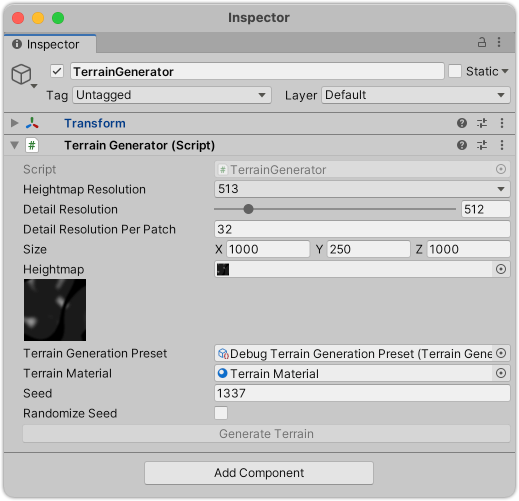 Inspector
Inspector
TerrainGenerator
Static
Tag Untagged Layer Default
Transform
# Terrain Generator (Script)
Script # TerrainGenerator
Heightmap Resolution 513
Detail Resolution 512
Detail Resolution Per Patch 32
Size X 1000 Y 250 Z 1000
Heightmap
Terrain Generation Preset Debug Terrain Generation Preset (Terrain Gene
Terrain Material Terrain Material
Seed 1337
Randomize Seed
Generate Terrain
Add Component